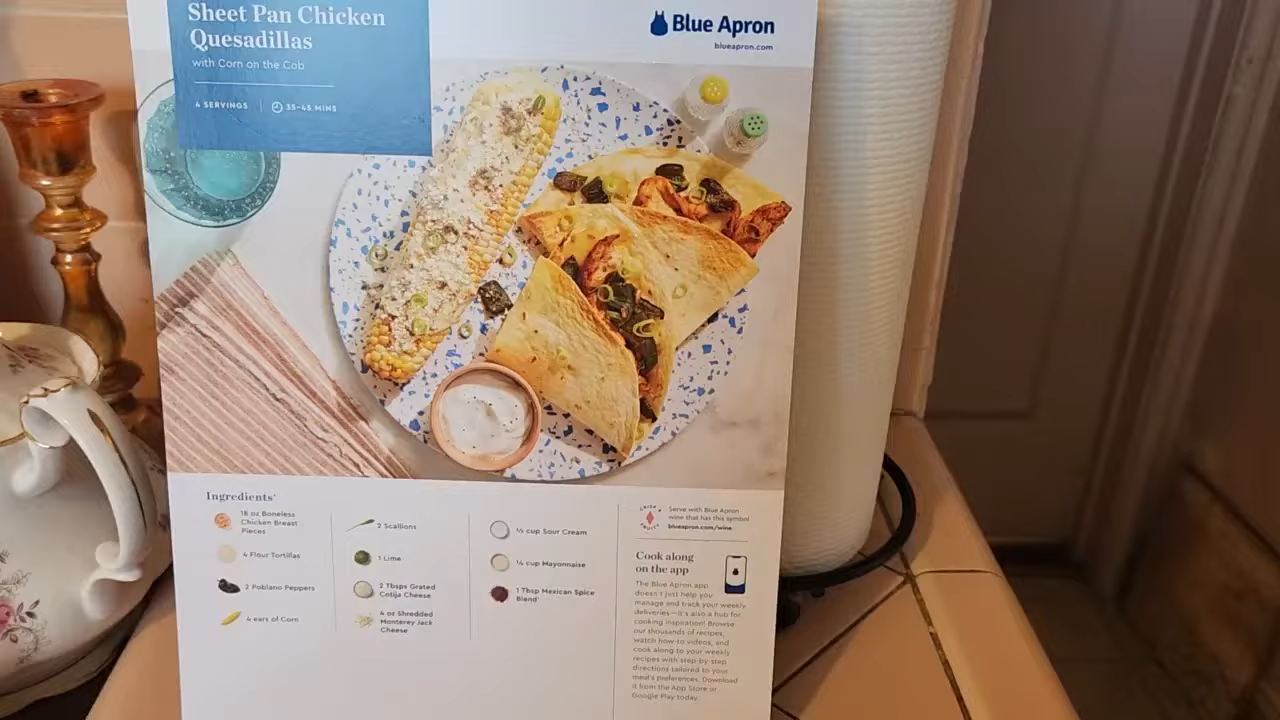 Sheet Pan Chicken
Quesadillas
with Corn on the Cob
4 SERVINGS
35–45 MINS
Blue Apron
blueapron.com
Ingredients*
18 oz Boneless
Chicken Breast
Pieces
4 Flour Tortillas
2 Poblano Peppers
4 ears of Corn
2 Scallions
1 Lime
2 Tbsps Grated
Cotija Cheese
4 oz Shredded
Monterey Jack
Cheese
cup Sour Cream
¼ cup Mayonnaise
1 Tbsp Mexican Spice
Blend¹
Serve with Blue Apron
wine that has this symbol
blueapron.com/wine
Cook along
on the app
The Blue Apron app
doesn't just help you
manage and track your weekly
deliveries—it's also a hub for
cooking inspiration! Browse
our thousands of recipes,
watch how-to videos, and
cook along to your weekly
recipes with step-by-step
directions tailored to your
meal's preferences. Download
it from the App Store or
Google Play today.